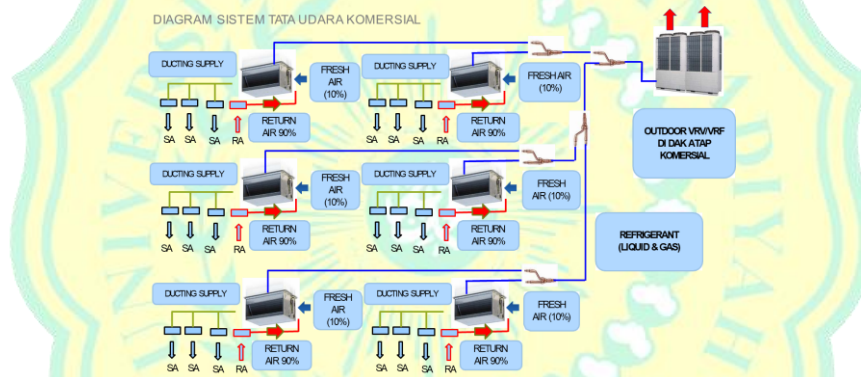 DIAGRAM SISTEM TATA UDARA KOMERSIAL
DUCTING SUPPLY
FRESH
AIR
(10%)
SA
SA
SA
RA
RETURN
AIR 90%
DUCTING SUPPLY
FRESH AIR
(10%)
SA
SA
SA
RA
RETURN
AIR 90%
OUTDOOR VRV/VRF
DI DAK ATAP
KOMERSIAL
DUCTING SUPPLY
FRESH
AIR
(10%)
SA
SA
SA
RA
RETURN
AIR 90%
DUCTING SUPPLY
FRESH
AIR (10%)
SA
SA
SA
RA
RETURN
AIR 90%
REFRIGERANT
(LIQUID & GAS)
DUCTING SUPPLY
FRESH
AIR
(10%)
SA
SA
SA
RA
RETURN
AIR 90%
DUCTING SUPPLY
FRESH
AIR (10%)
SA
SA
SA
RA
RETURN
AIR 90%